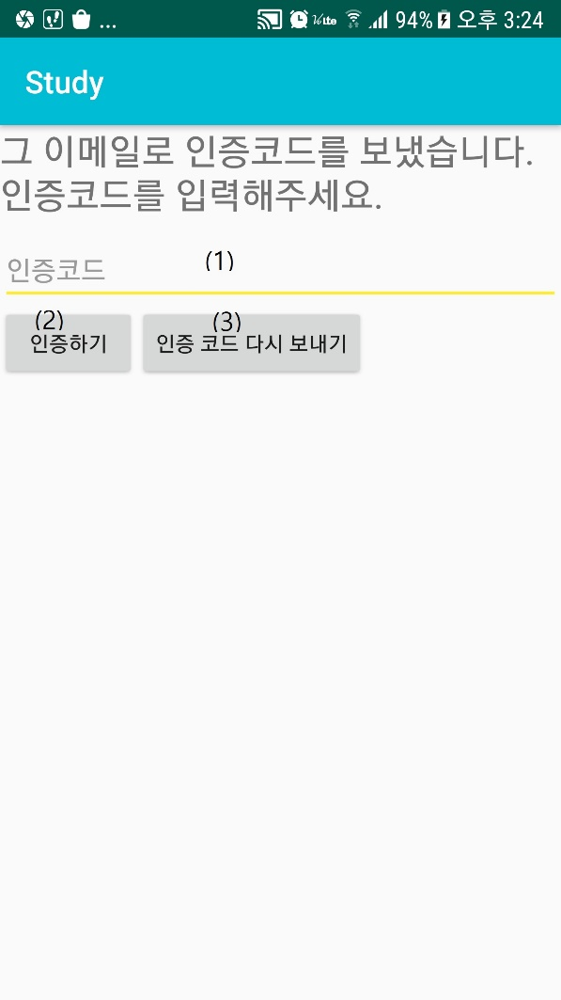 ... VoLTE 94% 오후 3:24
Study
그 이메일로 인증코드를 보냈습니다.
인증코드를 입력해주세요.
인증코드 (1)
(2) (3)
인증하기 인증 코드 다시 보내기